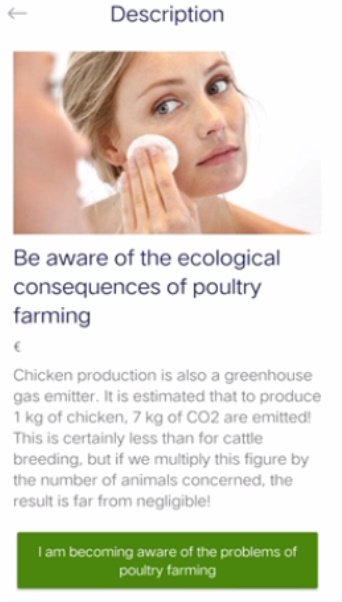 Description
Be aware of the ecological
consequences of poultry
farming
€
Chicken production is also a greenhouse
gas emitter. It is estimated that to produce
1 kg of chicken, 7 kg of CO2 are emitted!
This is certainly less than for cattle
breeding, but if we multiply this figure by
the number of animals concerned, the
result is far from negligible!
I am becoming aware of the problems of
poultry farming